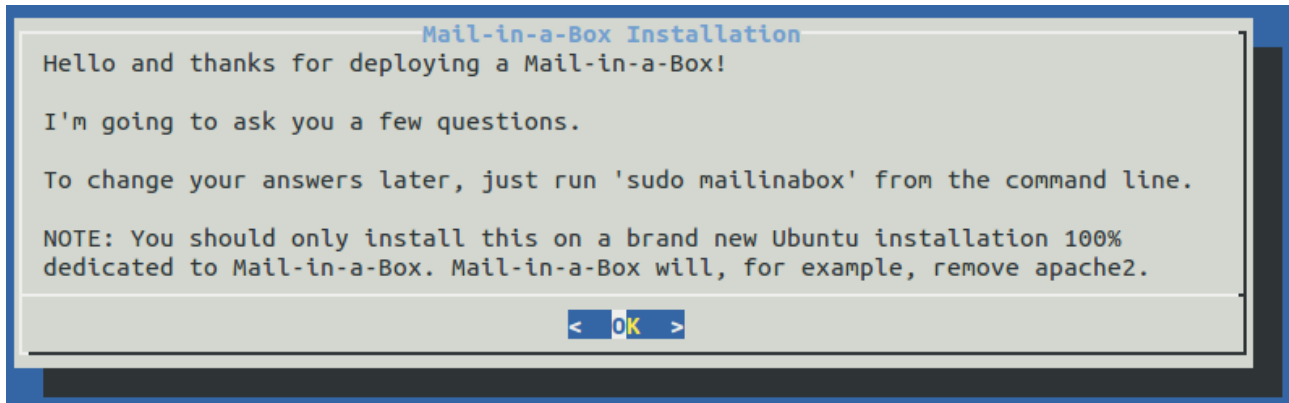 Mail-in-a-Box Installation
Hello and thanks for deploying a Mail-in-a-Box!
I'm going to ask you a few questions.
To change your answers later, just run 'sudo mailinabox' from the command line.
NOTE: You should only install this on a brand new Ubuntu installation 100%
dedicated to Mail-in-a-Box. Mail-in-a-Box will, for example, remove apache2.
< OK >